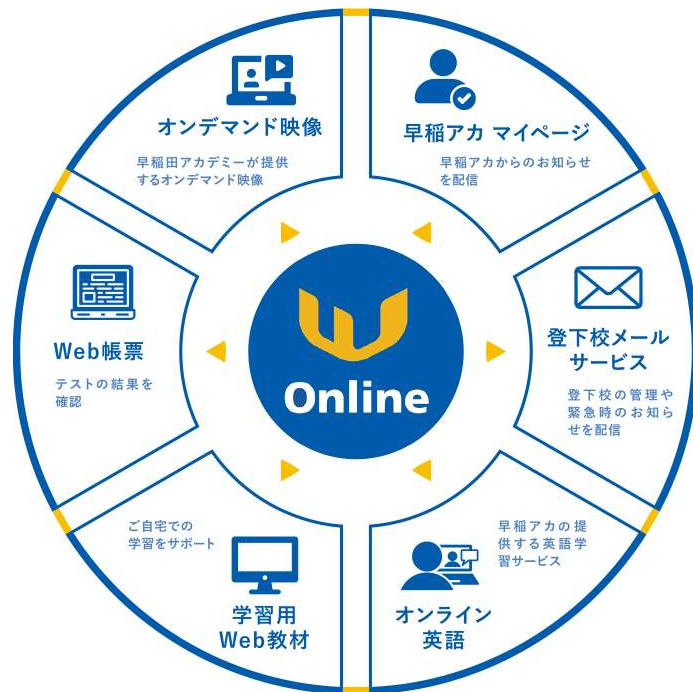 オンデマンド映像
早稲田アカデミーが提供
するオンデマンド映像
早稲アカ マイページ
早稲アカからのお知らせ
を配信
Web帳票
テストの結果を
確認
Online
登下校メール
サービス
登下校の管理や
緊急時のお知ら
せを配信
ご自宅での
学習をサポート
学習用
Web教材
早稲アカの提
供する英語学
習サービス
オンライン
英語